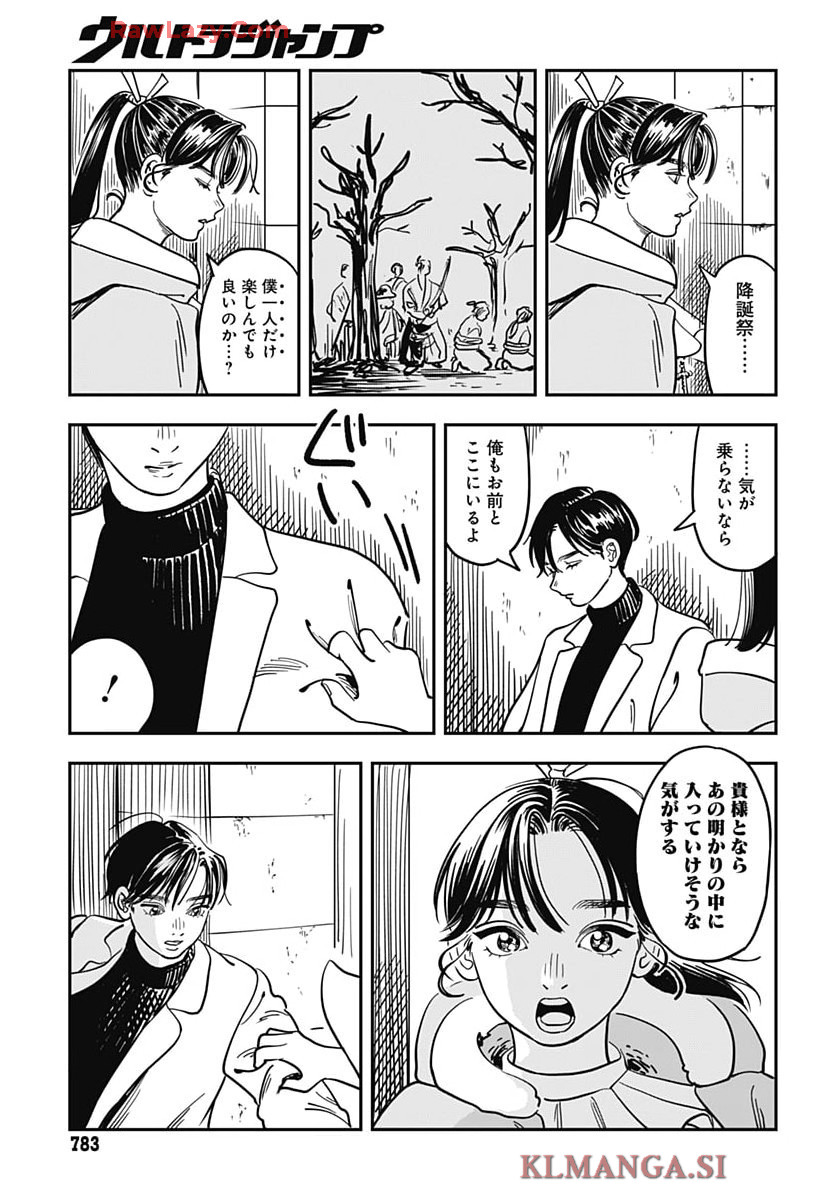 ウルトラジャンプ
RawLazy.Com
降誕祭……
僕一人だけ
楽しんでも
良いのか…?
……気が
乗らないなら
俺もお前と
ここにいるよ
ぐい
!
貴様となら
あの明かりの中に
入っていけそうな
気がする
783
KLMANGA.SI